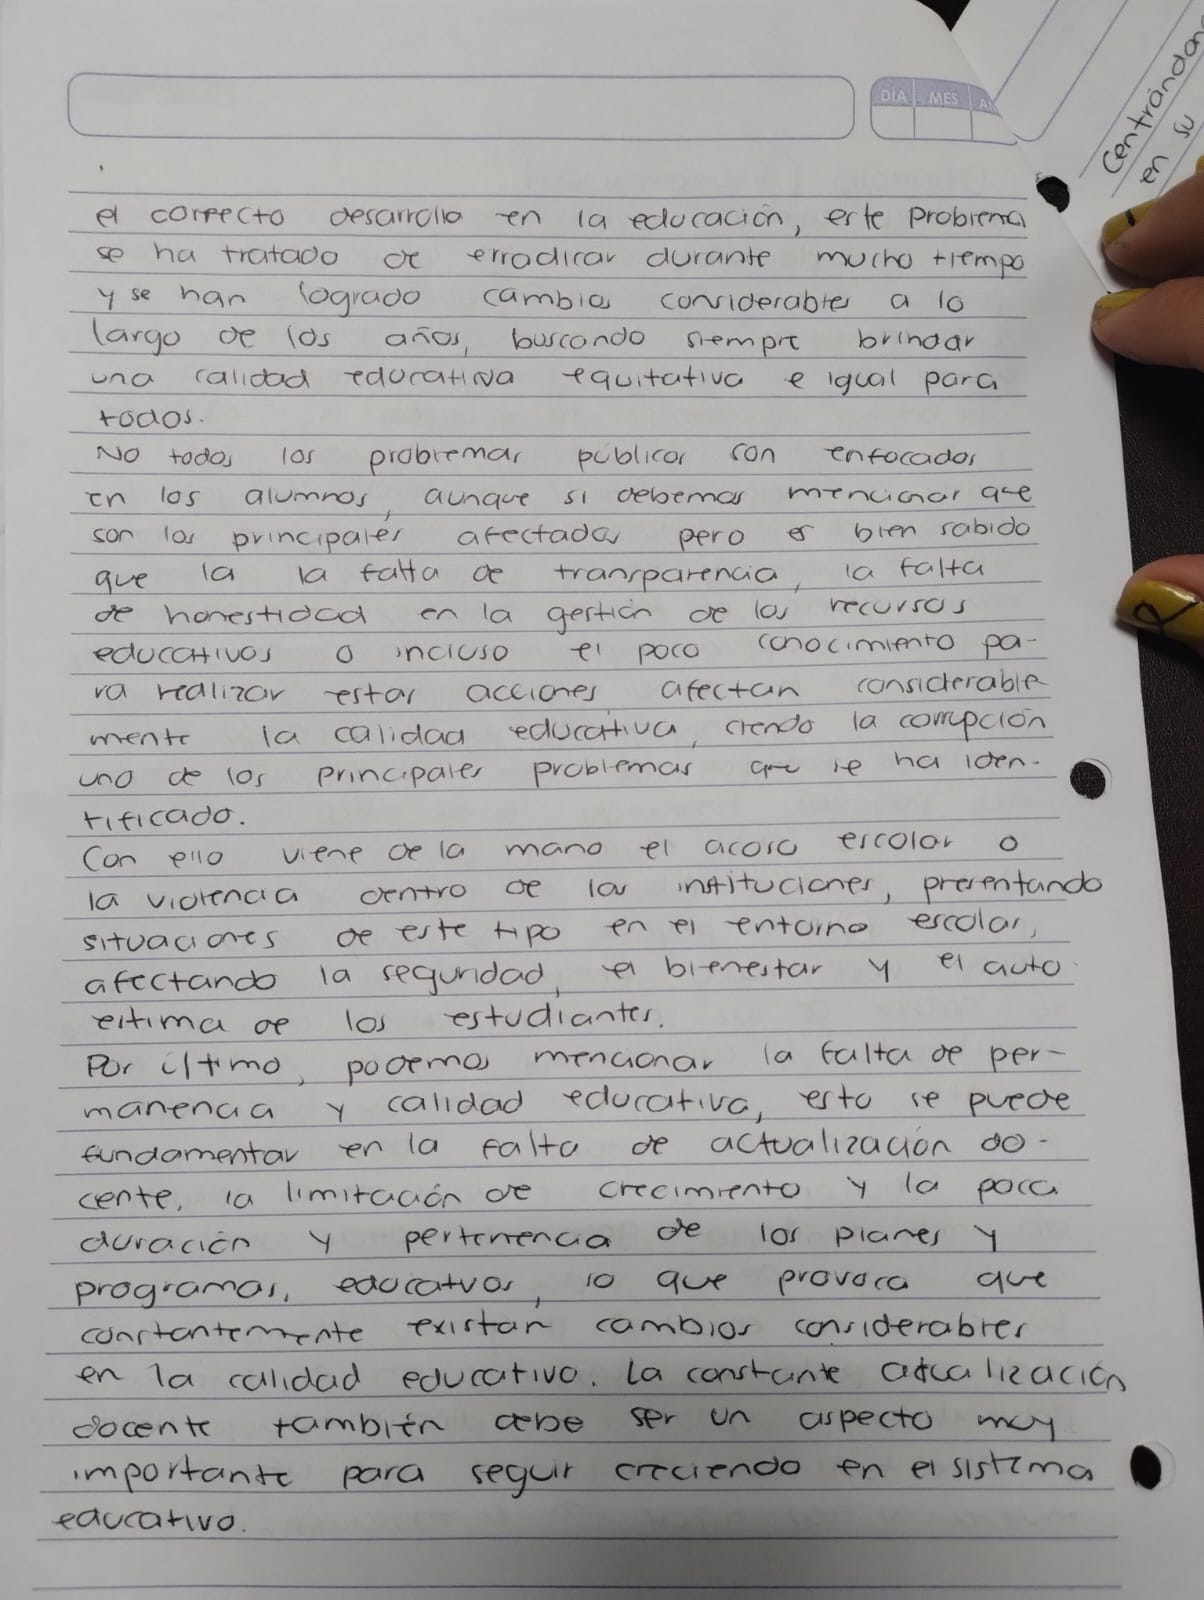 DÍA MES
Centrándon
en su
el correcto desarrollo en la educación, este problema
se ha tratado de erradicar durante mucho tiempo
y se han logrado cambios considerables a lo
largo de los años, buscando siempre brindar
una calidad educativa equitativa e igual para
todos.
No todos los problemas públicos son enfocados
en los alumnos, aunque si debemos mencionar que
son los principales afectados pero es bien sabido
que la la falta de transparencia, la falta
de honestidad en la gestión de los recursos
educativos o incluso el poco conocimiento pa-
ra realizar estas acciones afectan considerable
mente la calidad educativa, ciendo la corrupción
uno de los principales problemas que se ha iden-
tificado.
Con ello viene de la mano el acoso escolar o
la violencia dentro de las instituciones, presentando
situaciones de este tipo en el entorno escolar,
afectando la seguridad, el bienestar y el auto
estima de los estudiantes.
Por último, podemos mencionar la falta de per-
manencia y calidad educativa, esto se puede
fundamentar en la falta de actualización do-
cente, la limitación de crecimiento y la poca
duración y pertenencia de los planes y
programas, educatvos, lo que provoca que
constantemente existan cambios considerables
en la calidad educativo. La constante actualización
docente también debe ser un aspecto muy
importante para seguir creciendo en el sistema
educativo.